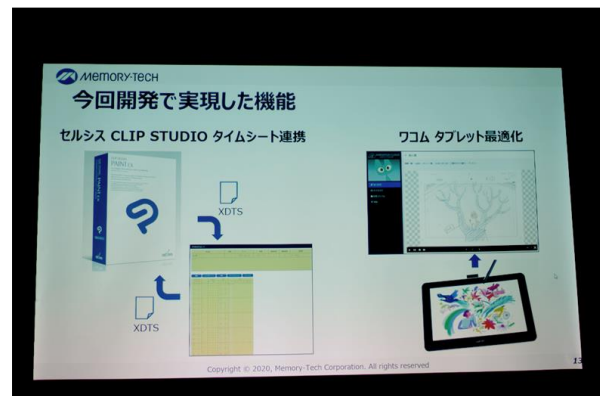 MEMORY-TECH
今回開発で実現した機能
セルシス CLIP STUDIO タイムシート連携
ワコム タブレット最適化
XDTS
XDTS
Copyright © 2020, Memory-Tech Corporation. All rights reserved
13